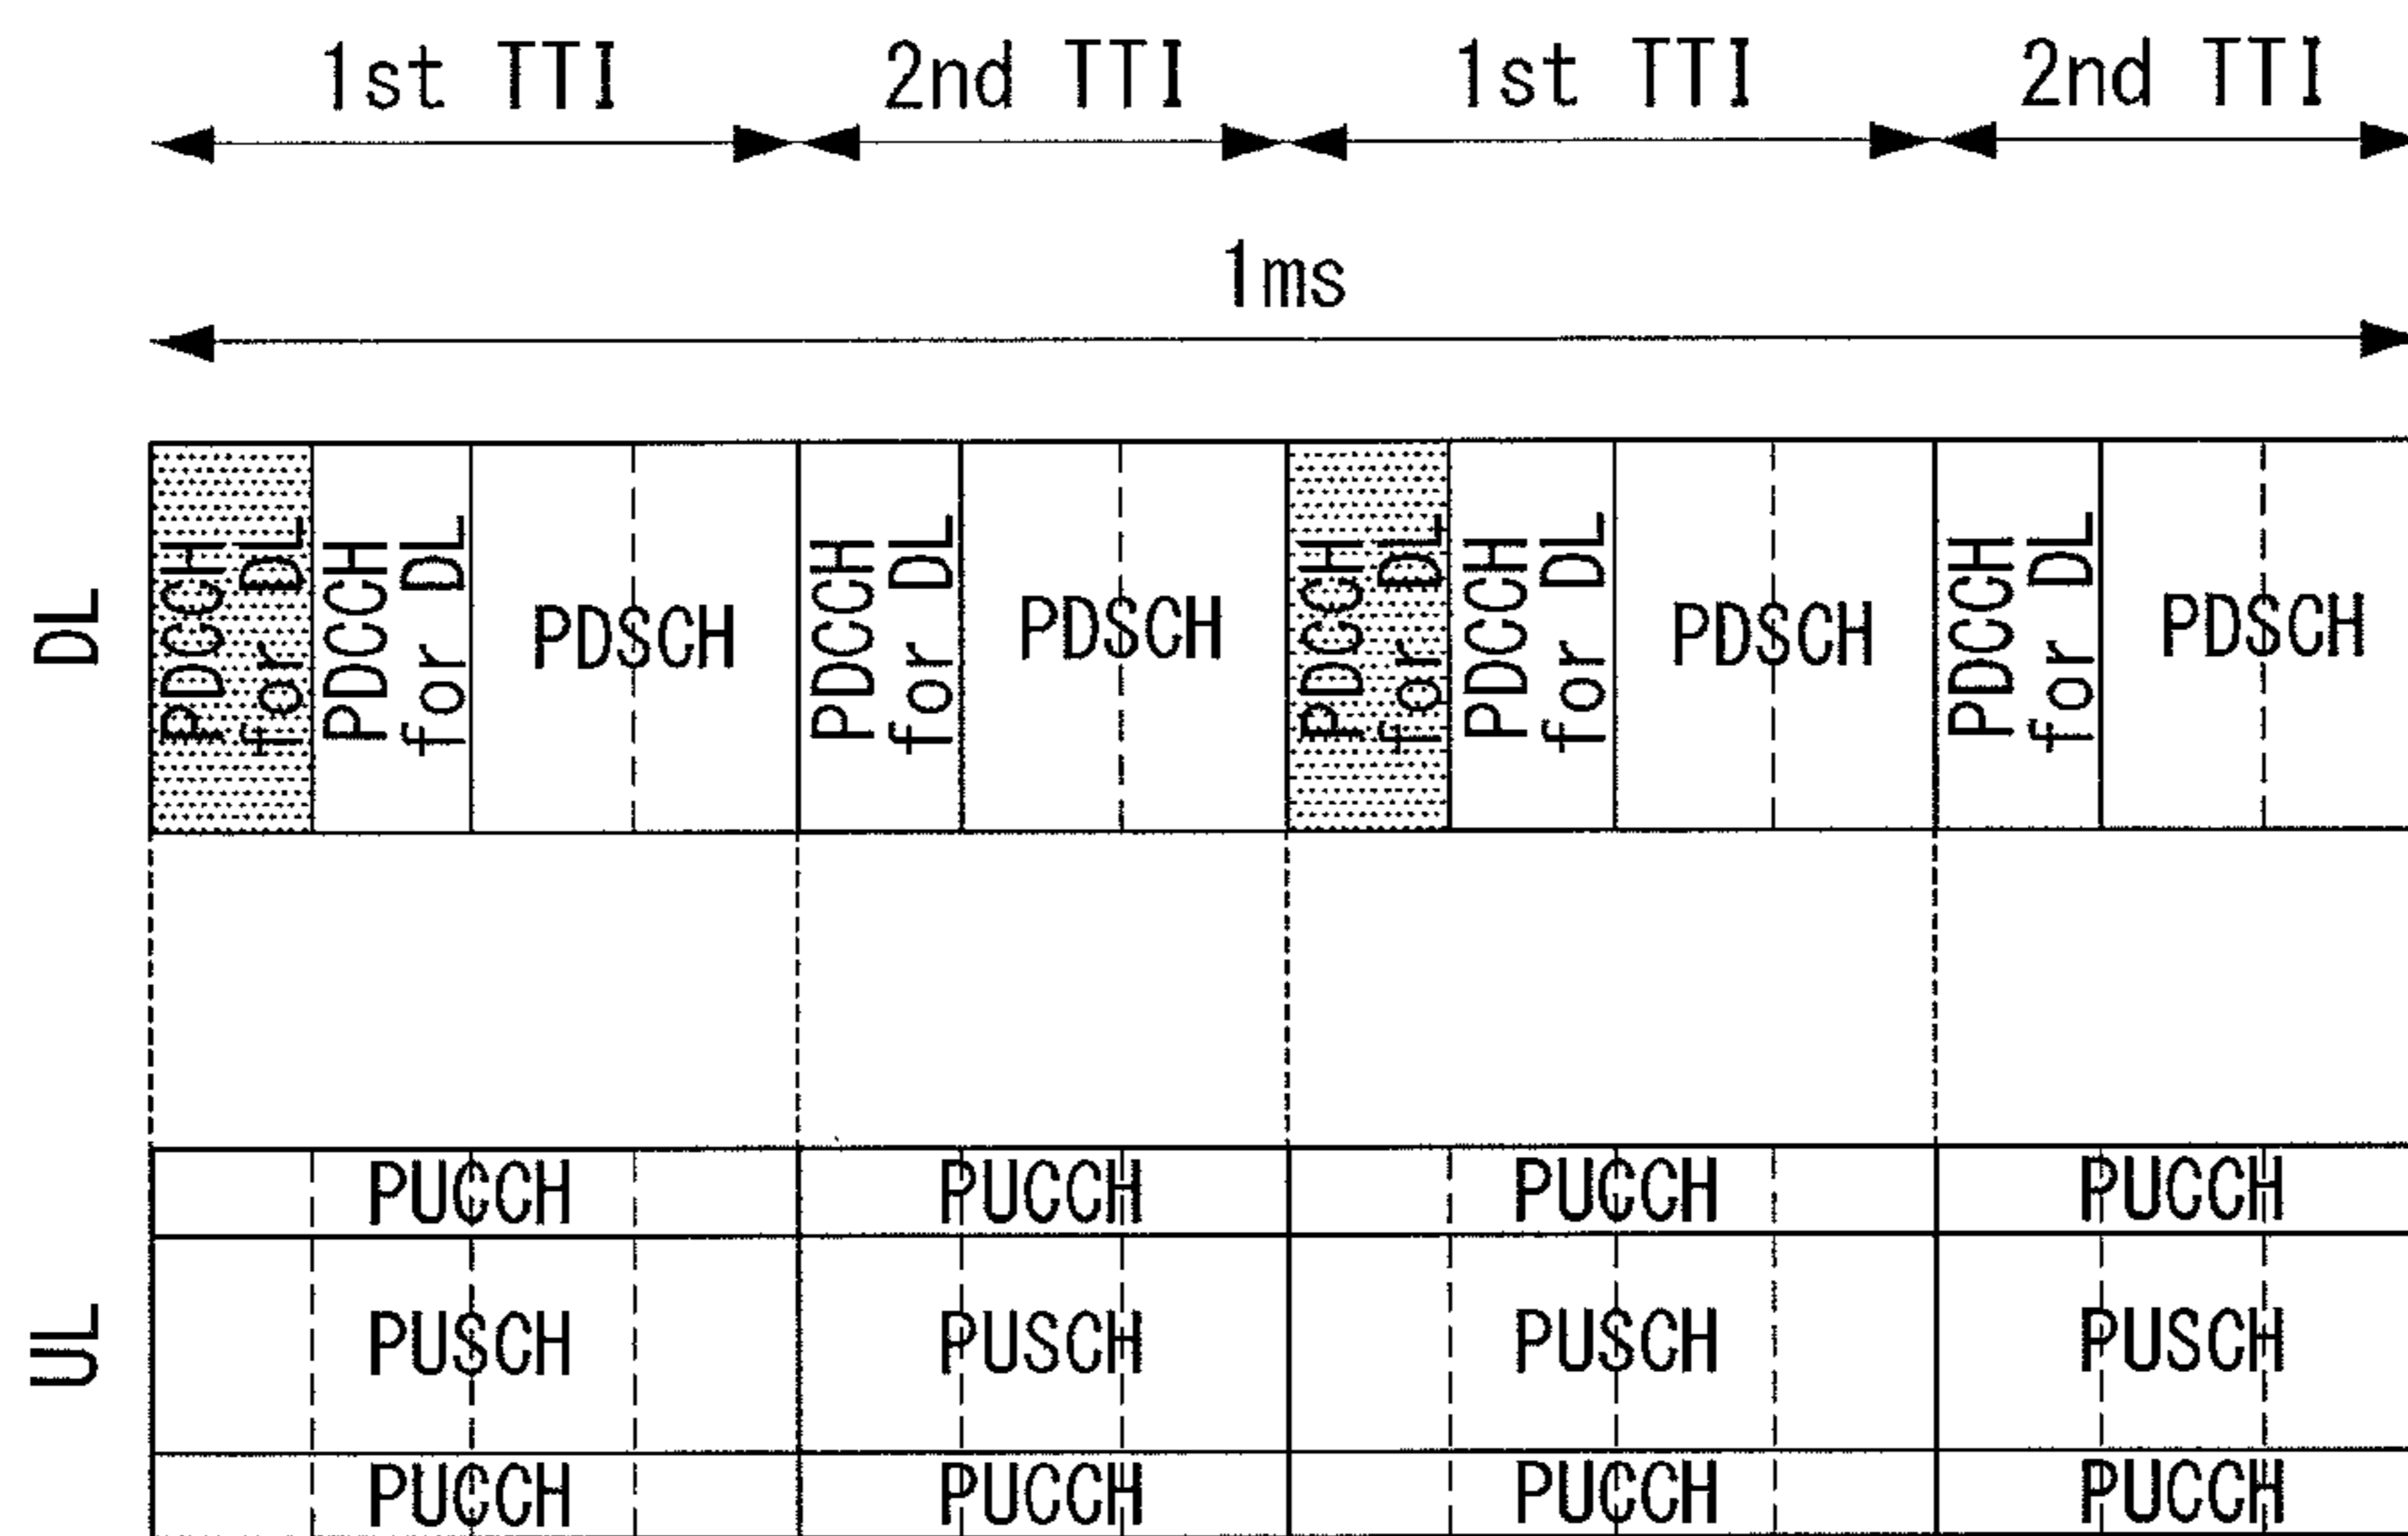 1st TTI 2nd TTI 1st TTI 2nd TTI
1ms
DL
PDCCH
for DL
PDCCH
for DL
PDSCH
PDCCH
for DL
PDSCH
PDCCH
for DL
PDCCH
for DL
PDSCH
PDCCH
for DL
PDSCH
UL
PUCCH PUCCH PUCCH PUCCH
PUSCH PUSCH PUSCH PUSCH
PUCCH PUCCH PUCCH PUCCH